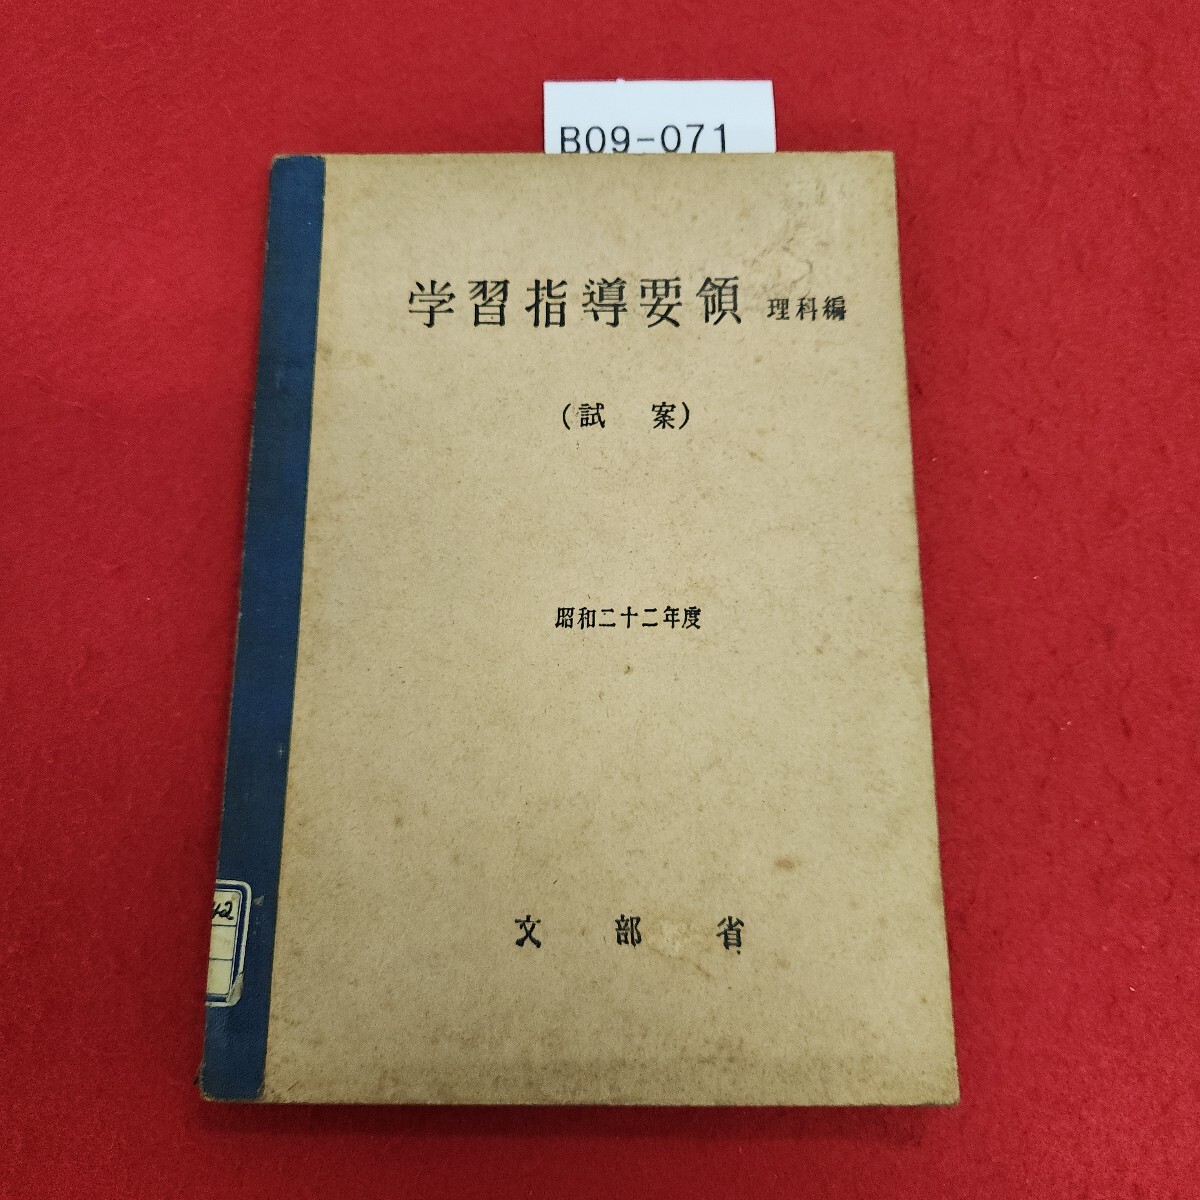 B09-071
学習指導要領 理科編
(試 案)
昭和二十二年度
文部省
42